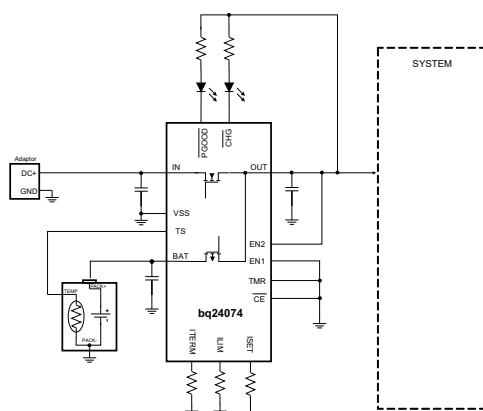 SYSTEM
PGOOD
CHG
Adaptor
DC+
GND
IN
OUT
VSS
TS
BAT
EN2
EN1
TMR
CE
bq24074
TEMP
PACK+
+
-
PACK-
ITERM
ILIM
ISET